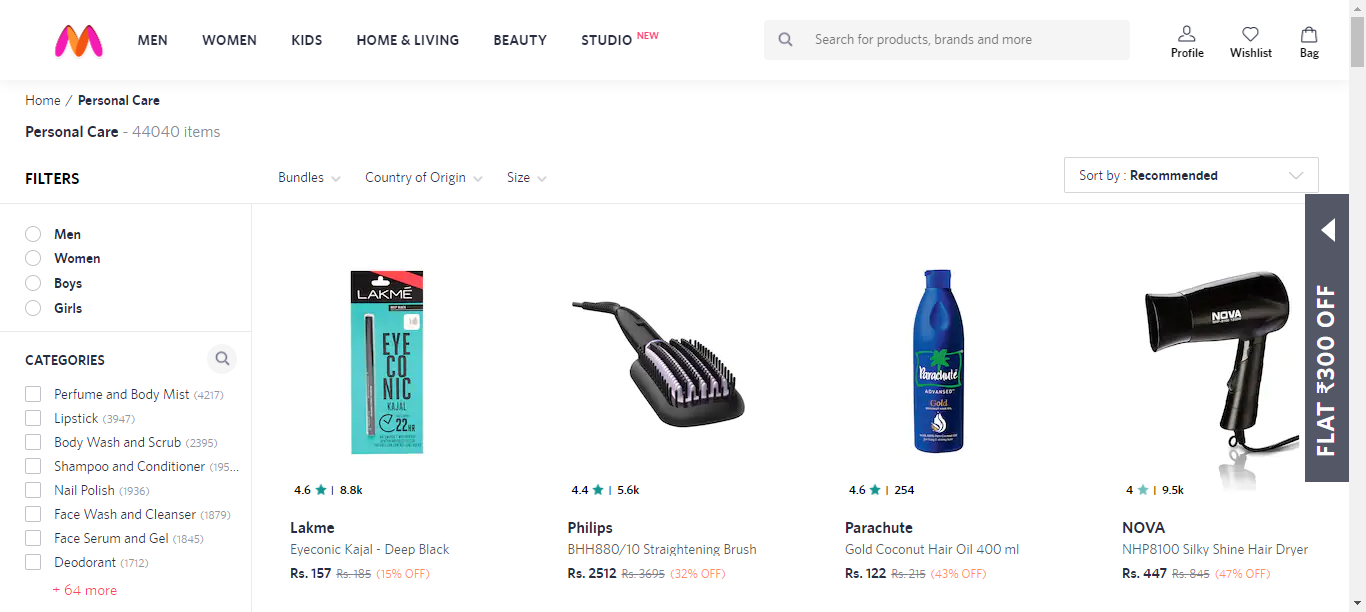 MEN WOMEN KIDS HOME & LIVING BEAUTY STUDIO NEW Search for products, brands and more Profile Wishlist Bag
Home / Personal Care
Personal Care - 44040 items
FILTERS Bundles Country of Origin Size Sort by : Recommended
Men
Women
Boys
Girls
CATEGORIES
Perfume and Body Mist (4217)
Lipstick (3947)
Body Wash and Scrub (2395)
Shampoo and Conditioner (195...
Nail Polish (1936)
Face Wash and Cleanser (1879)
Face Serum and Gel (1845)
Deodorant (1712)
+ 64 more
LAKMÉ
EYE
CO
NIC
KAJAL
22HR
Parachute
ADVANSED
Gold
NOVA
FLAT ₹300 OFF
4.6 | 8.8k
Lakme
Eyeconic Kajal - Deep Black
Rs. 157 Rs. 185 (15% OFF)
4.4 | 5.6k
Philips
BHH880/10 Straightening Brush
Rs. 2512 Rs. 3695 (32% OFF)
4.6 | 254
Parachute
Gold Coconut Hair Oil 400 ml
Rs. 122 Rs. 215 (43% OFF)
4 | 9.5k
NOVA
NHP8100 Silky Shine Hair Dryer
Rs. 447 Rs. 845 (47% OFF)